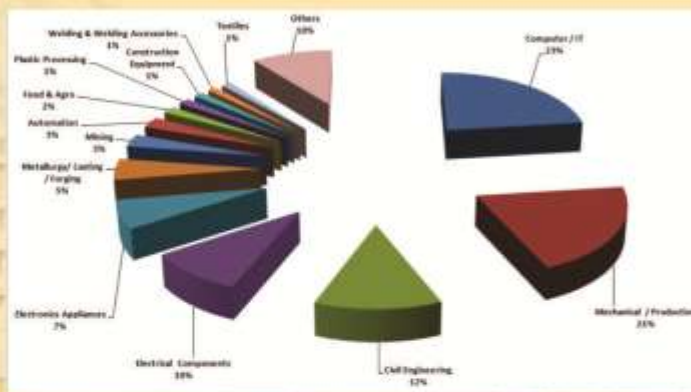 Others
10%
Textiles
1%
Welding & Welding Accessories
1%
Construction
Equipment
1%
Plastic Processing
1%
Food & Agro
2%
Automation
3%
Mining
3%
Metallurgy/ Casting
/ Forging
5%
Electronics Appliances
7%
Electrical Components
10%
Civil Engineering
12%
Mechanical / Production
21%
Computer / IT
23%